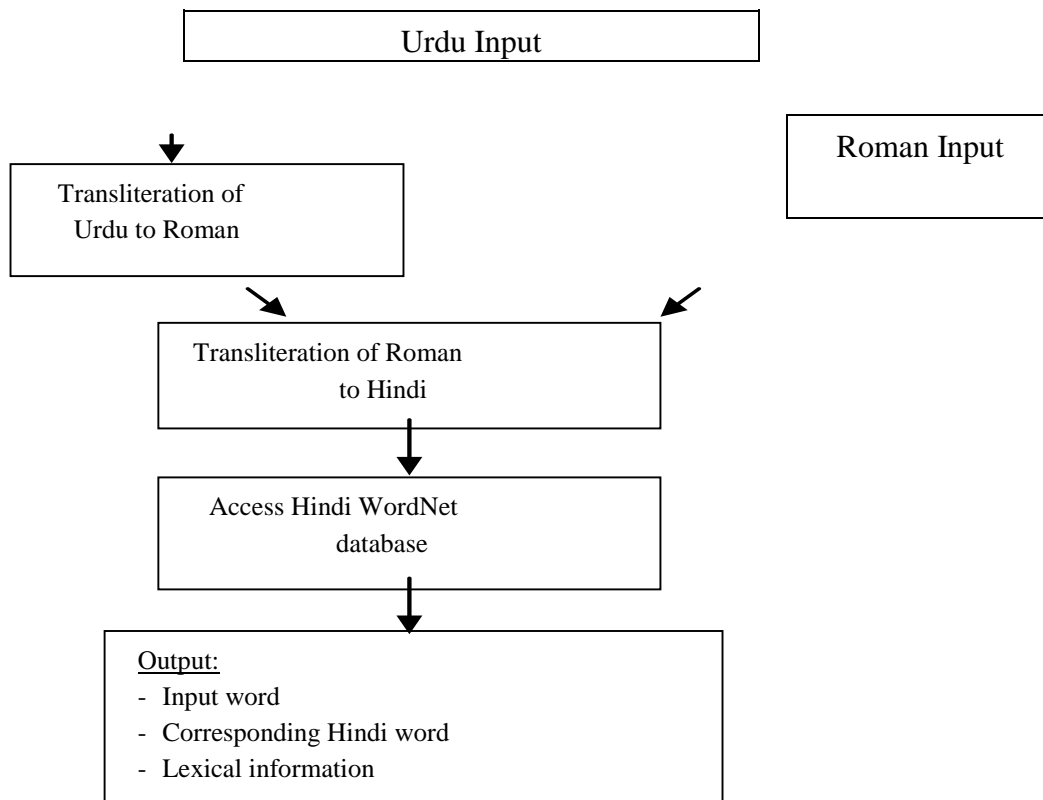 Urdu Input
Roman Input
Transliteration of
Urdu to Roman
Transliteration of Roman
to Hindi
Access Hindi WordNet
database
Output:
- Input word
- Corresponding Hindi word
- Lexical information